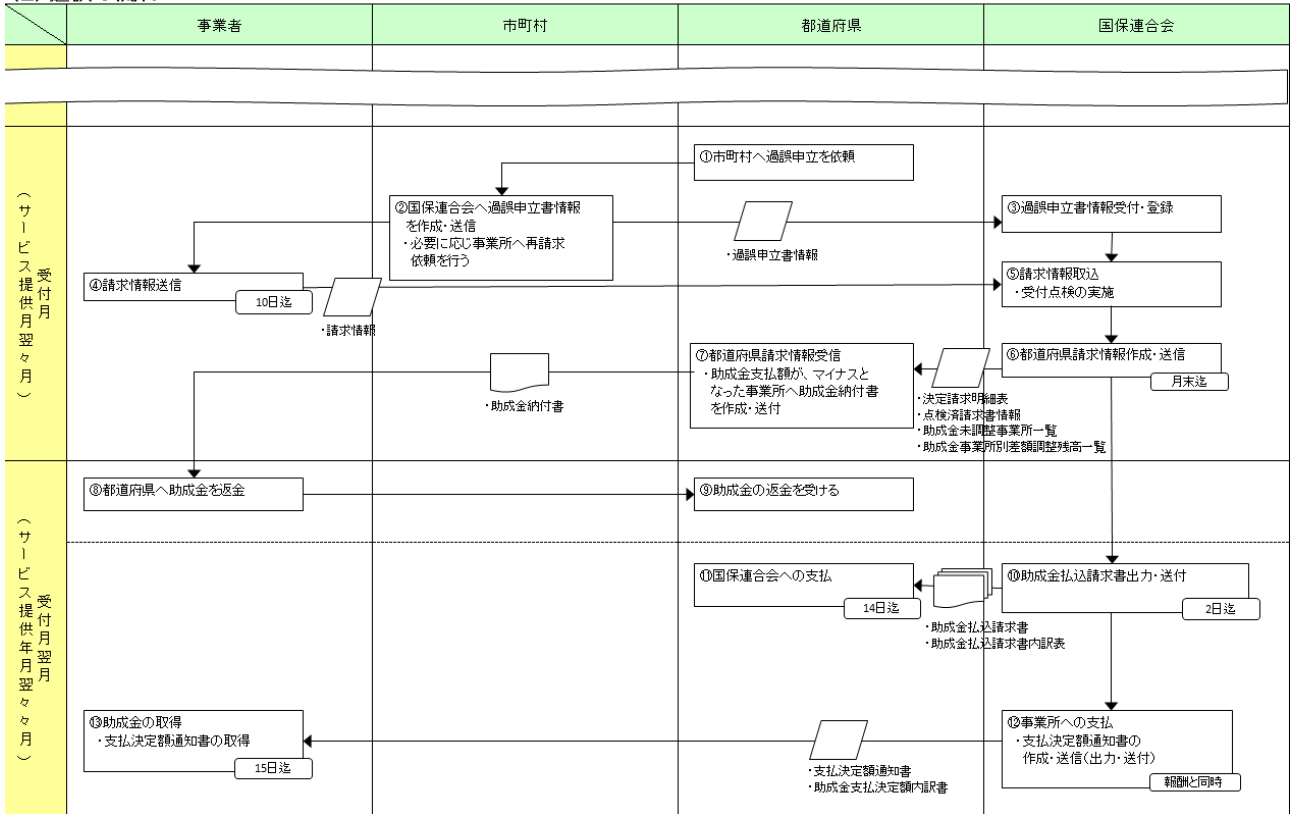 事業者
市町村
都道府県
国保連合会
受付月
（サービス提供月翌々月）
①市町村へ過誤申立を依頼
②国保連合会へ過誤申立書情報
を作成・送信
・必要に応じ事業所へ再請求
依頼を行う
・過誤申立書情報
③過誤申立書情報受付・登録
④請求情報送信
10日迄
・請求情報
⑤請求情報取込
・受付点検の実施
⑥都道府県請求情報作成・送信
月末迄
⑦都道府県請求情報受信
・助成金支払額が、マイナスと
なった事業所へ助成金納付書
を作成・送付
・決定請求明細表
・点検済請求書情報
・助成金未調整事業所一覧
・助成金事業所別差額調整残高一覧
・助成金納付書
受付月翌月
（サービス提供年月翌々々月）
⑧都道府県へ助成金を返金
⑨助成金の返金を受ける
⑩助成金払込請求書出力・送付
2日迄
⑪国保連合会への支払
14日迄
・助成金払込請求書
・助成金払込請求書内訳表
⑫事業所への支払
・支払決定額通知書の
作成・送信(出力・送付)
報酬と同時
・支払決定額通知書
・助成金支払決定額内訳書
⑬助成金の取得
・支払決定額通知書の取得
15日迄